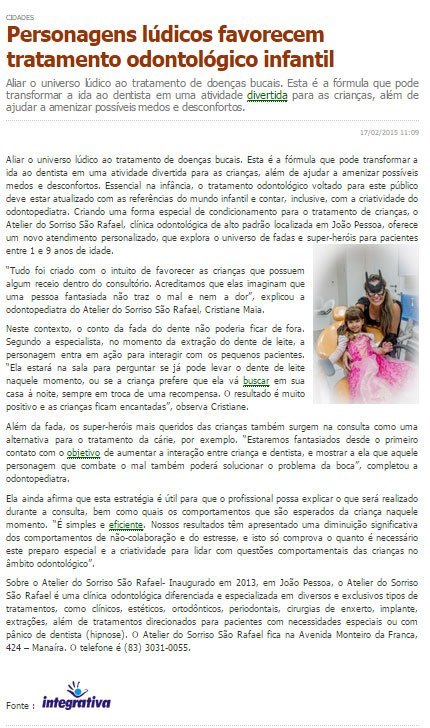 CIDADES
Personagens lúdicos favorecem
tratamento odontológico infantil
Aliar o universo lúdico ao tratamento de doenças bucais. Esta é a fórmula que pode
transformar a ida ao dentista em uma atividade divertida para as crianças, além de
ajudar a amenizar possíveis medos e desconfortos.
17/02/2015 11:09
Aliar o universo lúdico ao tratamento de doenças bucais. Esta é a fórmula que pode transformar a
ida ao dentista em uma atividade divertida para as crianças, além de ajudar a amenizar possíveis
medos e desconfortos. Essencial na infância, o tratamento odontológico voltado para este público
deve estar atualizado com as referências do mundo infantil e contar, inclusive, com a criatividade do
odontopediatra. Criando uma forma especial de condicionamento para o tratamento de crianças, o
Atelier do Sorriso São Rafael, clínica odontológica de alto padrão localizada em João Pessoa, oferece
um novo atendimento personalizado, que explora o universo de fadas e super-heróis para pacientes
entre 1 e 9 anos de idade.
"Tudo foi criado com o intuito de favorecer as crianças que possuem
algum receio dentro do consultório. Acreditamos que elas imaginam que
uma pessoa fantasiada não traz o mal e nem a dor", explicou a
odontopediatra do Atelier do Sorriso São Rafael, Cristiane Maia.
Neste contexto, o conto da fada do dente não poderia ficar de fora.
Segundo a especialista, no momento da extração do dente de leite, a
personagem entra em ação para interagir com os pequenos pacientes.
"Ela estará na sala para perguntar se já pode levar o dente de leite
naquele momento, ou se a criança prefere que ela vá buscar em sua
casa à noite, sempre em troca de uma recompensa. O resultado é muito
positivo e as crianças ficam encantadas", observa Cristiane.
Além da fada, os super-heróis mais queridos das crianças também surgem na consulta como uma
alternativa para o tratamento da cárie, por exemplo. "Estaremos fantasiados desde o primeiro
contato com o objetivo de aumentar a interação entre criança e dentista, e mostrar a ela que aquele
personagem que combate o mal também poderá solucionar o problema da boca", completou a
odontopediatra.
Ela ainda afirma que esta estratégia é útil para que o profissional possa explicar o que será realizado
durante a consulta, bem como quais os comportamentos que são esperados da criança naquele
momento. "É simples e eficiente. Nossos resultados têm apresentado uma diminuição significativa
dos comportamentos de não-colaboração e do estresse, e isto só comprova o quanto é necessário
este preparo especial e a criatividade para lidar com questões comportamentais das crianças no
âmbito odontológico".
Sobre o Atelier do Sorriso São Rafael- Inaugurado em 2013, em João Pessoa, o Atelier do Sorriso
São Rafael é uma clínica odontológica diferenciada e especializada em diversos e exclusivos tipos de
tratamentos, como clínicos, estéticos, ortodônticos, periodontais, cirurgias de enxerto, implante,
extrações, além de tratamentos direcionados para pacientes com necessidades especiais ou com
pânico de dentista (hipnose). O Atelier do Sorriso São Rafael fica na Avenida Monteiro da Franca,
424 – Manaíra. O telefone é (83) 3031-0055.
Fonte : integrativa